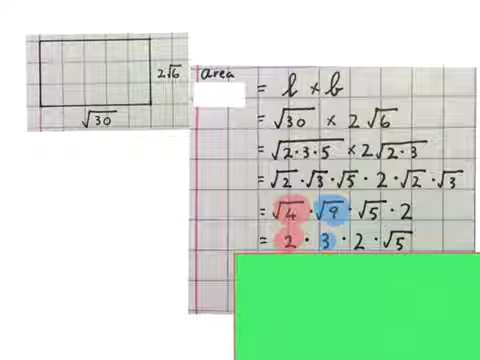 2√6
√30
area
= l × b
= √30 × 2√6
= √2·3·5 × 2√2·3
= √2 · √3 · √5 · 2 · √2 · √3
= √4 · √9 · √5 · 2
= 2 · 3 · 2 · √5